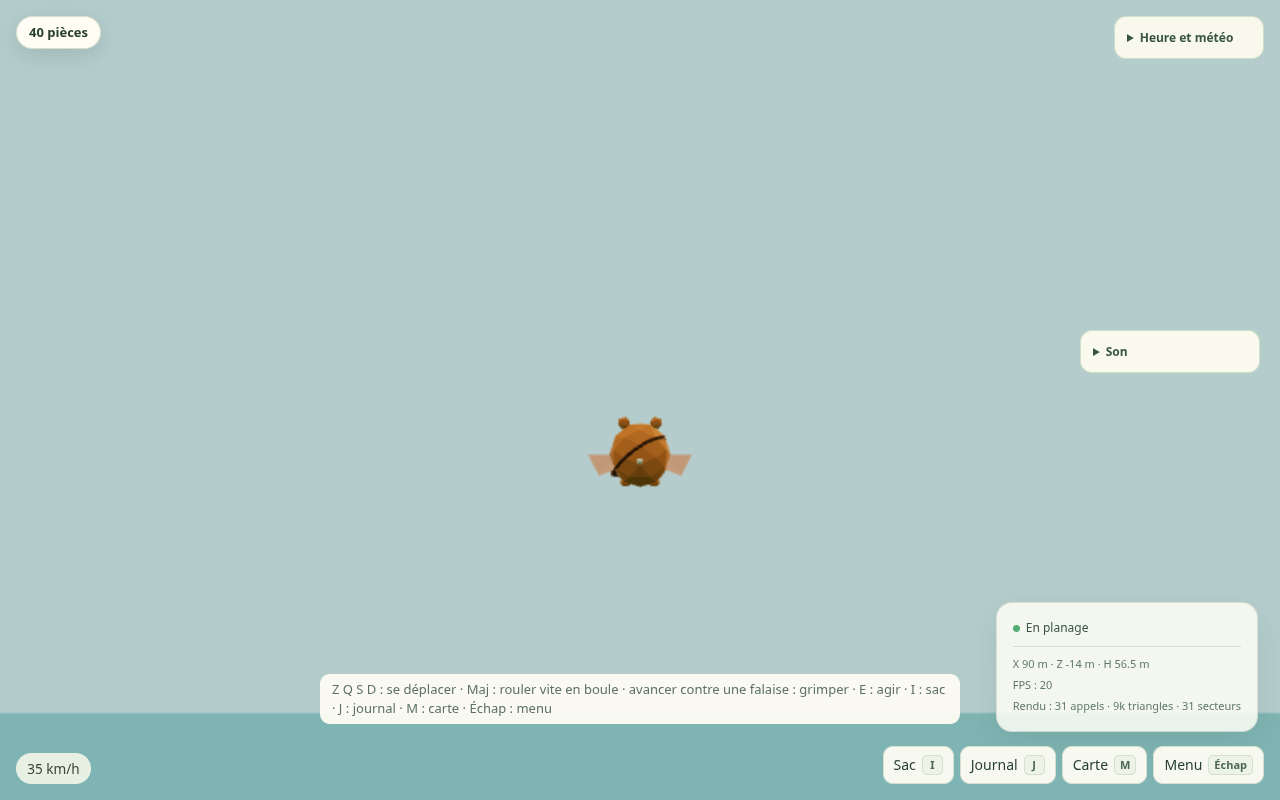 40 pièces
Heure et météo
Son
En planage
X 90 m · Z -14 m · H 56.5 m
FPS : 20
Rendu : 31 appels · 9k triangles · 31 secteurs
Z Q S D : se déplacer · Maj : rouler vite en boule · avancer contre une falaise : grimper · E : agir · I : sac
· J : journal · M : carte · Échap : menu
35 km/h
Sac I
Journal J
Carte M
Menu Échap